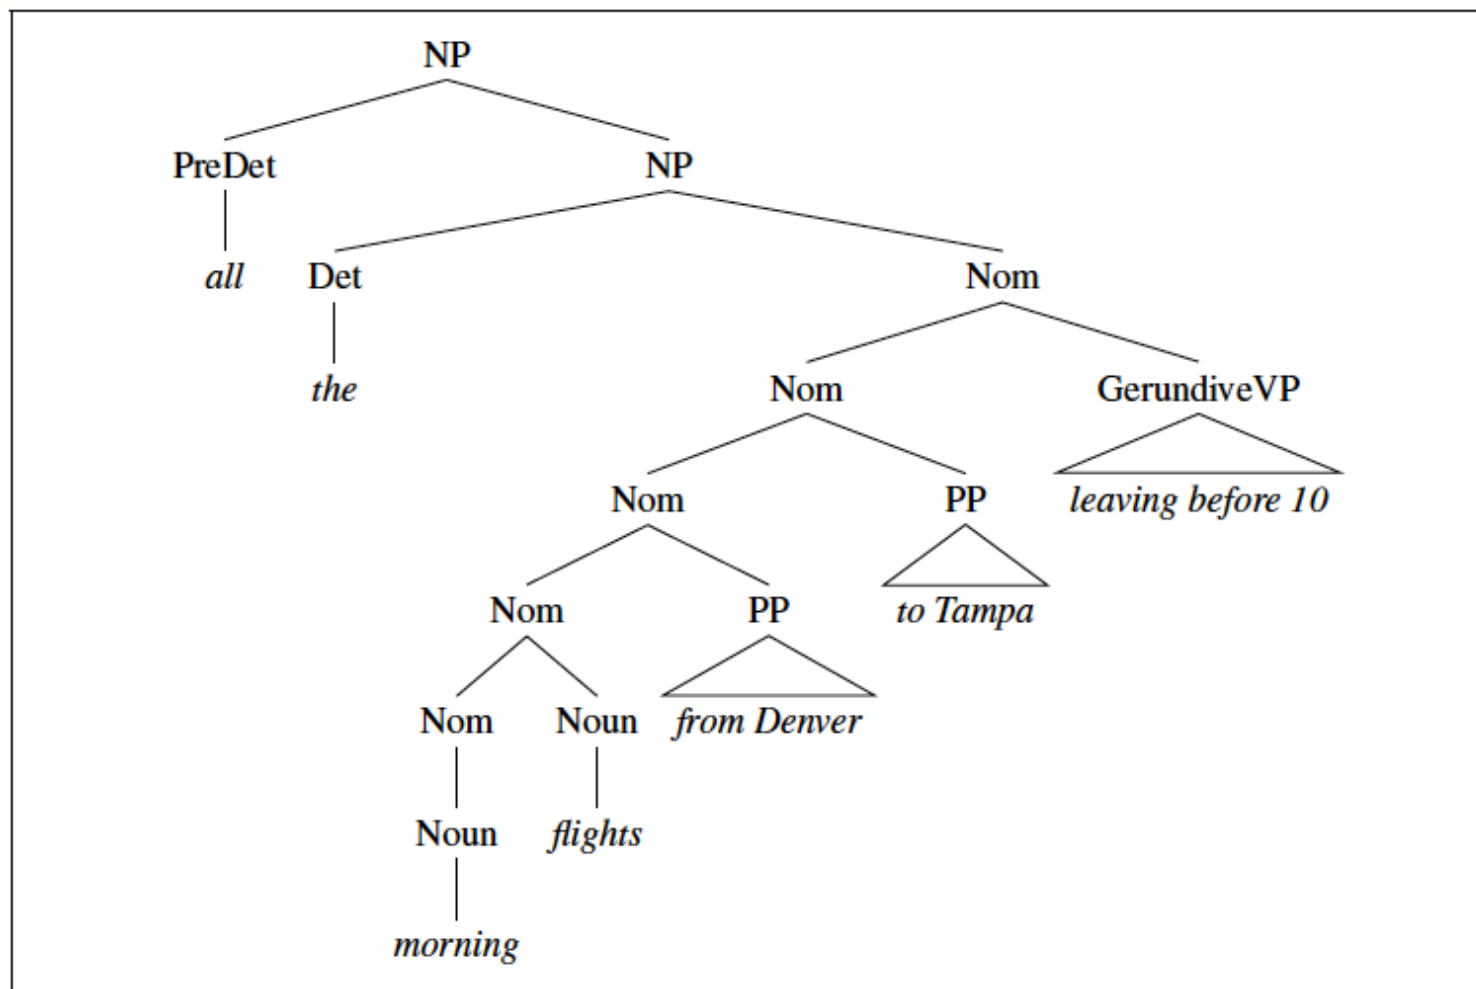 NP
PreDet NP
all Det Nom
the Nom GerundiveVP
Nom PP leaving before 10
Nom PP to Tampa
Nom Noun from Denver
Noun flights
morning